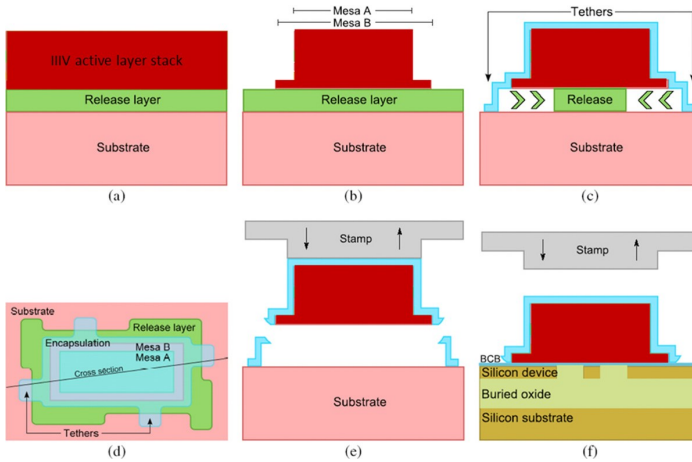 IIIV active layer stack
Release layer
Substrate
(a)
Mesa A
Mesa B
Release layer
Substrate
(b)
Tethers
Release
Substrate
(c)
Substrate
Release layer
Encapsulation
Mesa B
Mesa A
Cross section
Tethers
(d)
Stamp
Substrate
(e)
Stamp
BCB
Silicon device
Buried oxide
Silicon substrate
(f)